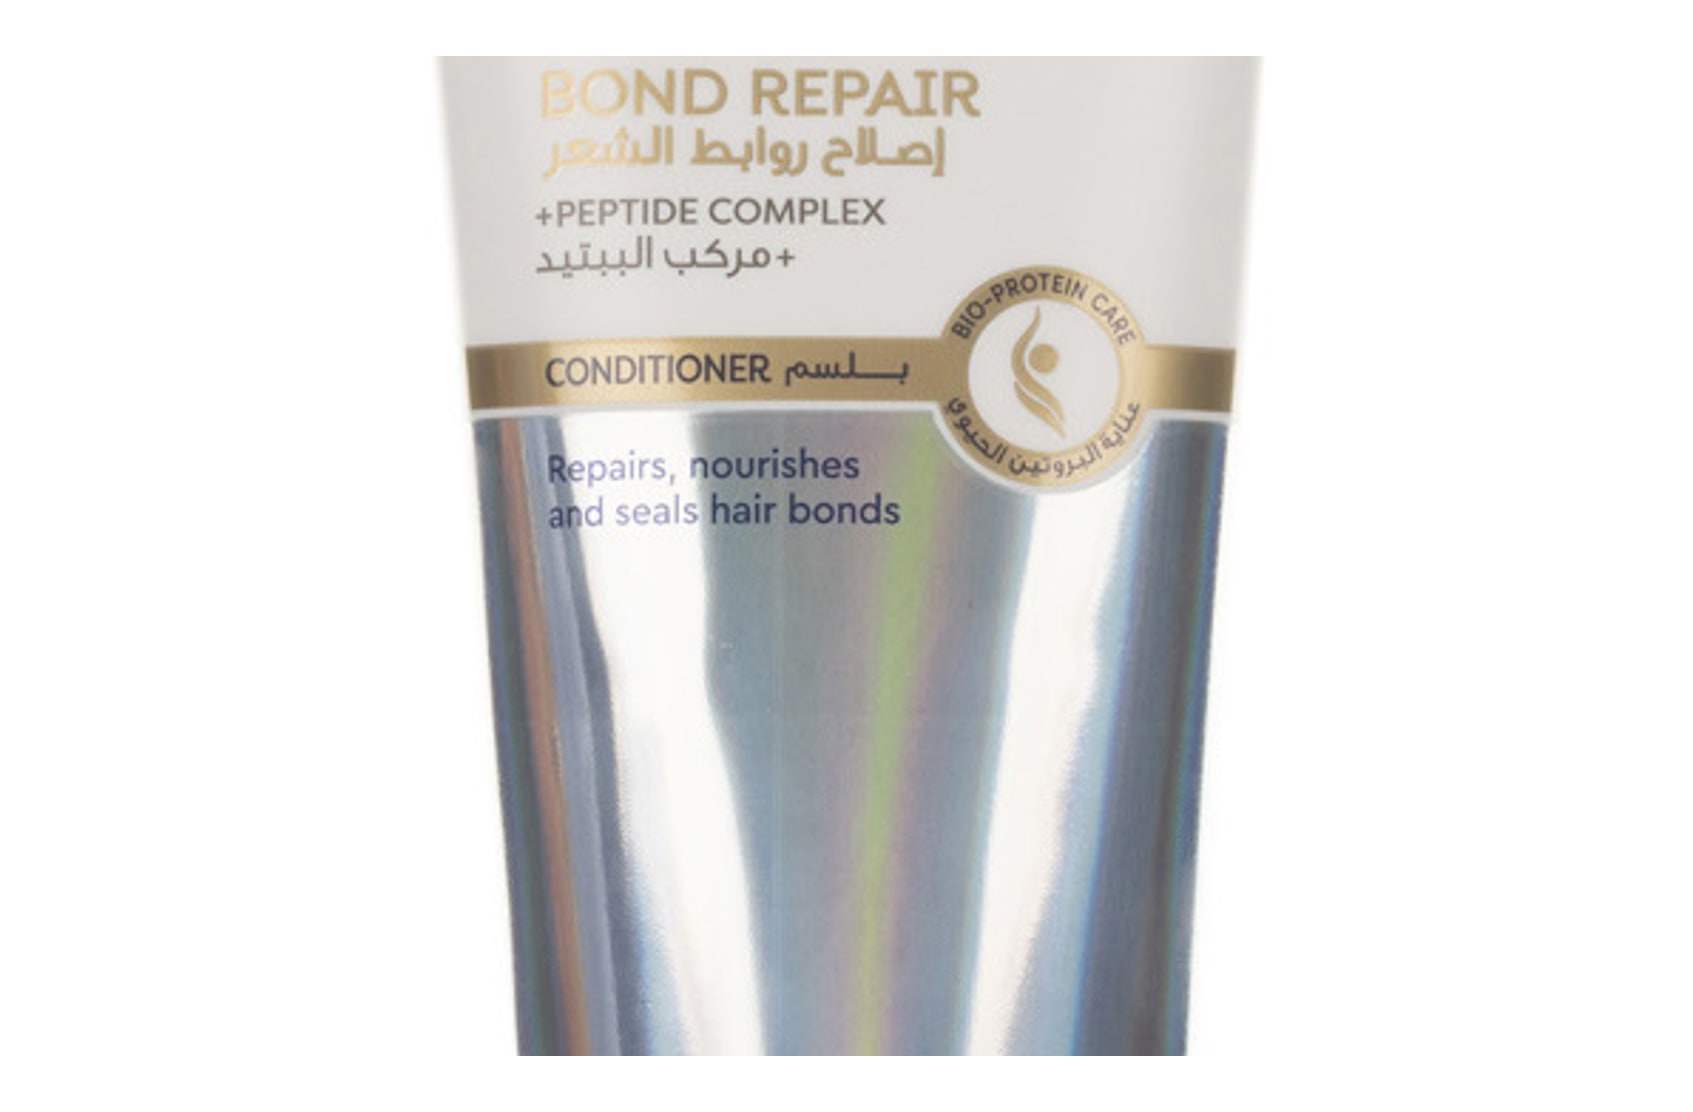 BOND REPAIR
إصلاح روابط الشعر
+PEPTIDE COMPLEX
+مركب الببتيد
BIO-PROTEIN CARE
CONDITIONER بلسم
عناية البروتين الحيوي
Repairs, nourishes
and seals hair bonds